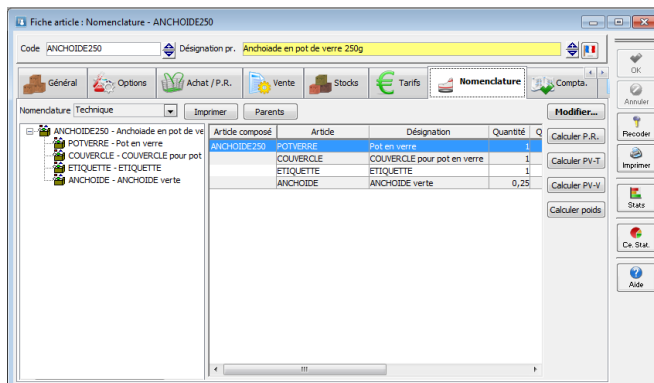 Fiche article : Nomenclature - ANCHOIDE250
Code ANCHOIDE250 Désignation pr. Anchoiade en pot de verre 250g
Général Options Achat / P.R. Vente Stocks Tarifs Nomenclature Compta.
Nomenclature Technique Imprimer Parents Modifier...
ANCHOIDE250 - Anchoiade en pot de ve
POTVERRE - Pot en verre
COUVERCLE - COUVERCLE pour pot
ETIQUETTE - ETIQUETTE
ANCHOIDE - ANCHOIDE verte
Article composé Article Désignation Quantité Q
ANCHOIDE250 POTVERRE Pot en verre 1
COUVERCLE COUVERCLE pour pot en verre 1
ETIQUETTE ETIQUETTE 1
ANCHOIDE ANCHOIDE verte 0,25
Calculer P.R.
Calculer PV-T
Calculer PV-V
Calculer poids
OK
Annuler
Recoder
Imprimer
Stats
Ce. Stat.
Aide